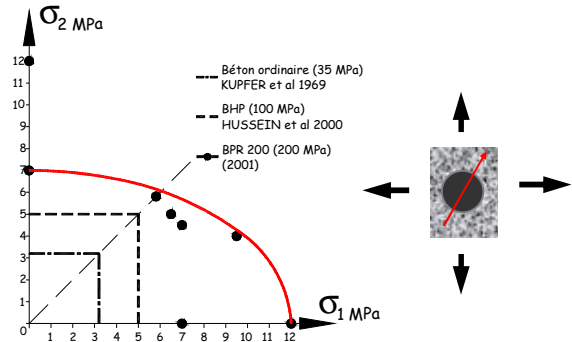 σ2 MPa
12
11
10
9
8
7
6
5
4
3
2
1
0
1 2 3 4 5 6 7 8 9 10 11 12
σ1 MPa
Béton ordinaire (35 MPa)
KUPFER et al 1969
BHP (100 MPa)
HUSSEIN et al 2000
BPR 200 (200 MPa)
(2001)